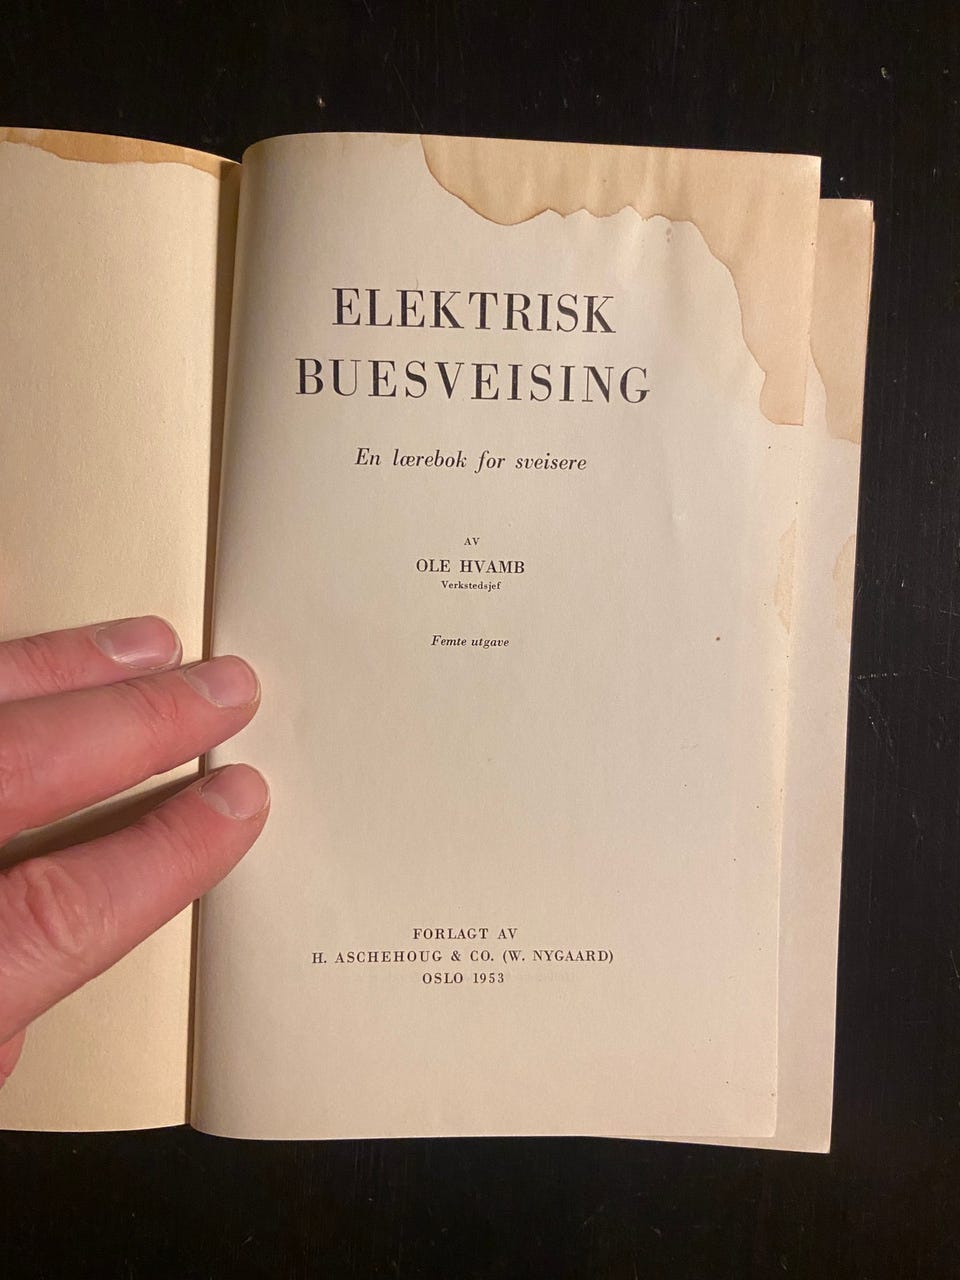 ELEKTRISK
BUESVEISING
En lærebok for sveisere
AV
OLE HVAMB
Verkstedsjef
Femte utgave
FORLAGT AV
H. ASCHEHOUG & CO. (W. NYGAARD)
OSLO 1953